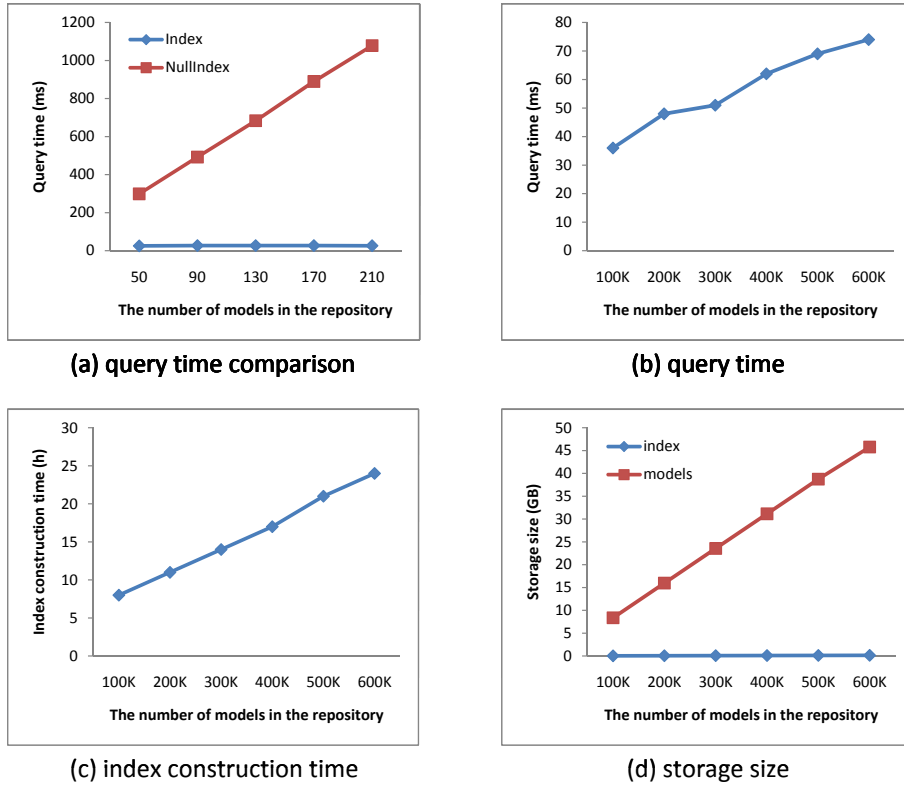 1200
1000
800
600
400
200
0
Query time (ms)
Index
NullIndex
50 90 130 170 210
The number of models in the repository
(a) query time comparison
80
70
60
50
40
30
20
10
0
Query time (ms)
100K 200K 300K 400K 500K 600K
The number of models in the repository
(b) query time
30
25
20
15
10
5
0
Index construction time (h)
100K 200K 300K 400K 500K 600K
The number of models in the repository
(c) index construction time
50
45
40
35
30
25
20
15
10
5
0
Storage size (GB)
index
models
100K 200K 300K 400K 500K 600K
The number of models in the repository
(d) storage size